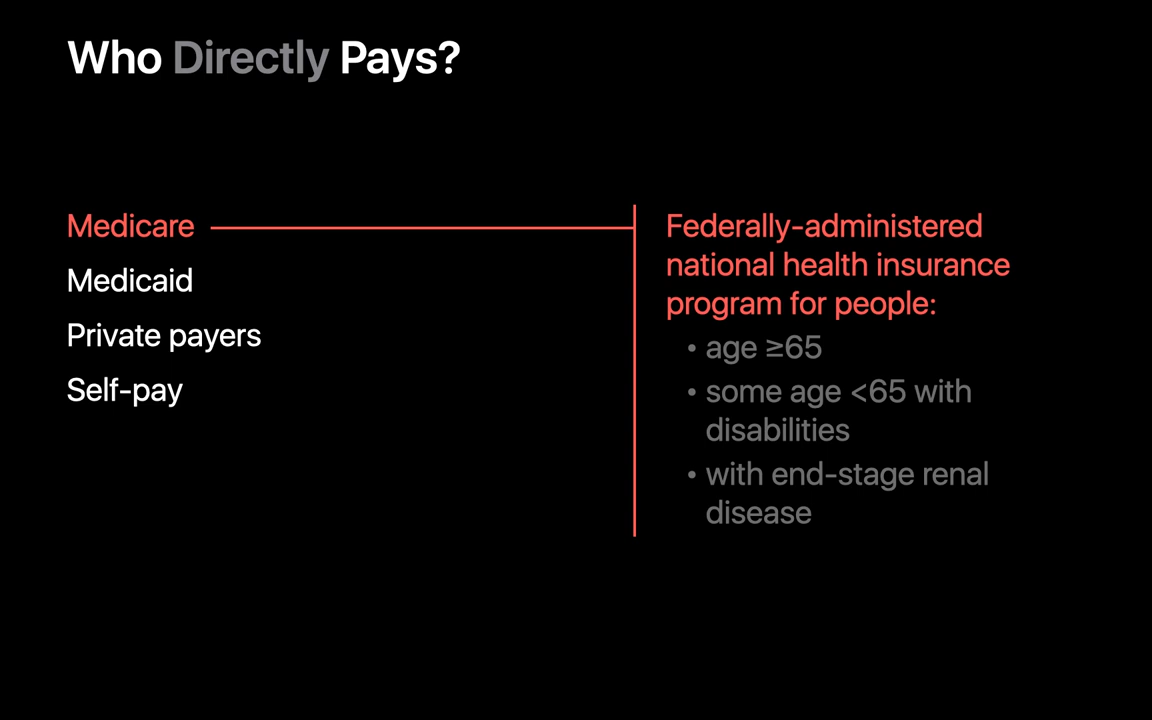 Who Directly Pays?
Medicare
Medicaid
Private payers
Self-pay
Federally-administered
national health insurance
program for people:
• age ≥65
• some age <65 with
disabilities
• with end-stage renal
disease